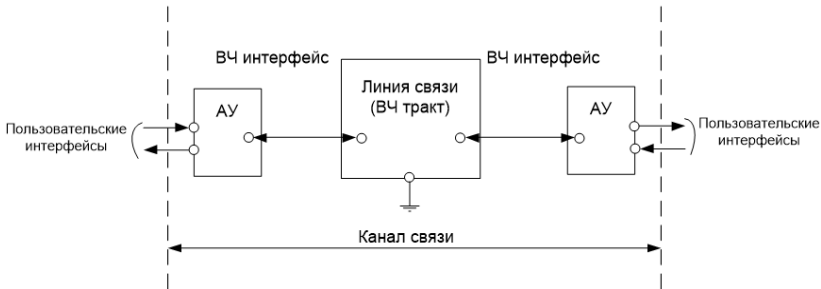 ВЧ интерфейс
ВЧ интерфейс
Линия связи
(ВЧ тракт)
АУ
АУ
Пользовательские
интерфейсы
Пользовательские
интерфейсы
Канал связи